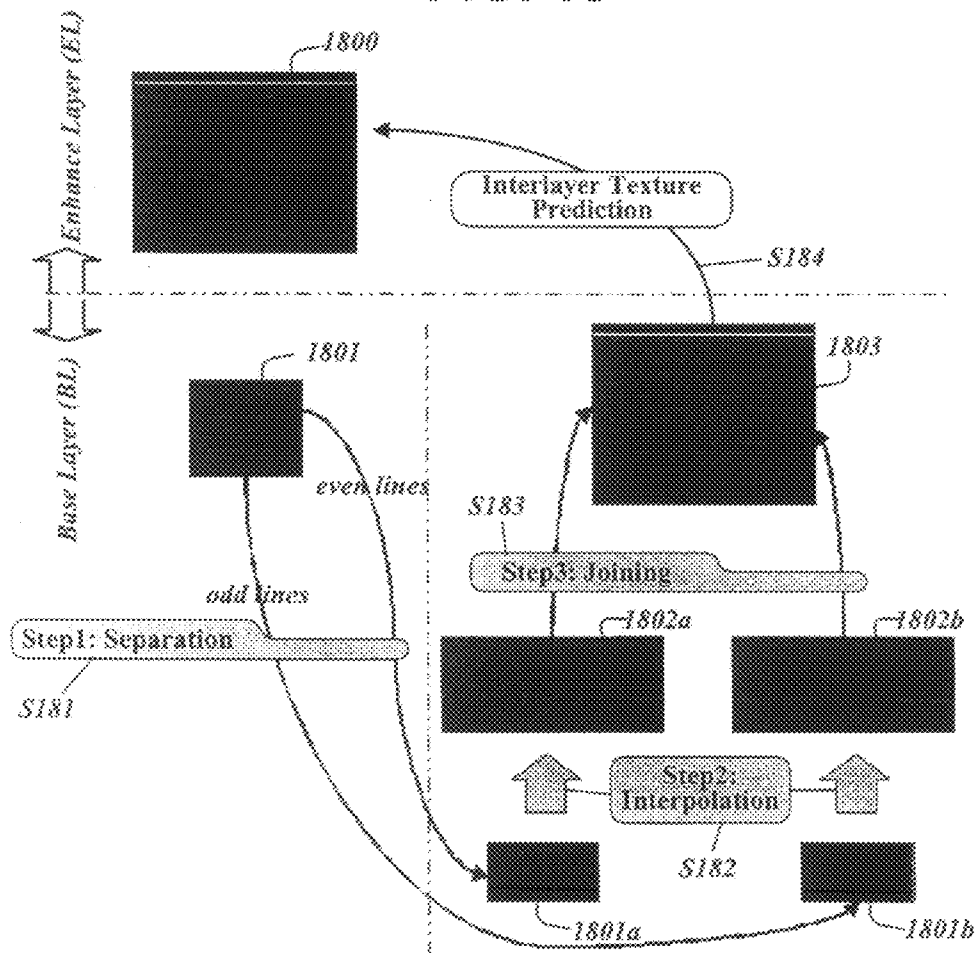 1800
Enhance Layer (EL)
Interlayer Texture
Prediction
S184
1801
1803
Base Layer (BL)
even lines
S183
Step3: Joining
odd lines
1802a
1802b
Step1: Separation
S181
Step2:
Interpolation
S182
1801a
1801b